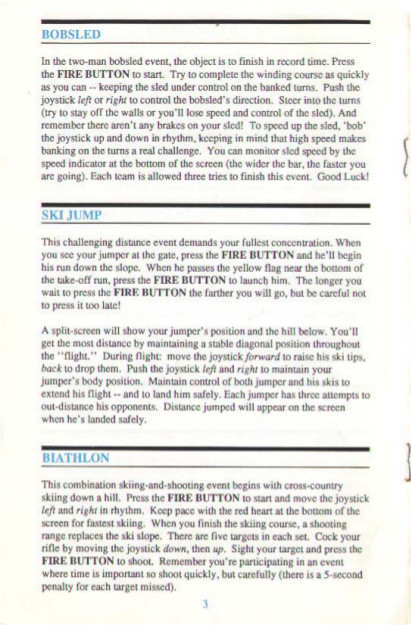 BOBSLED
In the two-man bobsled event, the object is to finish in record time. Press
the FIRE BUTTON to start. Try to complete the winding course as quickly
as you can -- keeping the sled under control on the banked turns. Push the
joystick left or right to control the bobsled's direction. Steer into the turns
(try to stay off the walls or you'll lose speed and control of the sled). And
remember there aren't any brakes on your sled! To speed up the sled, 'bob'
the joystick up and down in rhythm, keeping in mind that high speed makes
banking on the turns a real challenge. You can monitor sled speed by the
speed indicator at the bottom of the screen (the wider the bar, the faster you
are going). Each team is allowed three tries to finish this event. Good Luck!
SKI JUMP
This challenging distance event demands your fullest concentration. When
you see your jumper at the gate, press the FIRE BUTTON and he'll begin
his run down the slope. When he passes the yellow flag near the bottom of
the take-off run, press the FIRE BUTTON to launch him. The longer you
wait to press the FIRE BUTTON the farther you will go, but be careful not
to press it too late!
A split-screen will show your jumper's position and the hill below. You'll
get the most distance by maintaining a stable diagonal position throughout
the "flight." During flight: move the joystick forward to raise his ski tips,
back to drop them. Push the joystick left and right to maintain your
jumper's body position. Maintain control of both jumper and his skis to
extend his flight -- and to land him safely. Each jumper has three attempts to
out-distance his opponents. Distance jumped will appear on the screen
when he's landed safely.
BIATHLON
This combination skiing-and-shooting event begins with cross-country
skiing down a hill. Press the FIRE BUTTON to start and move the joystick
left and right in rhythm. Keep pace with the red heart at the bottom of the
screen for fastest skiing. When you finish the skiing course, a shooting
range replaces the ski slope. There are five targets in each set. Cock your
rifle by moving the joystick down, then up. Sight your target and press the
FIRE BUTTON to shoot. Remember you're participating in an event
where time is important so shoot quickly, but carefully (there is a 5-second
penalty for each target missed).
3